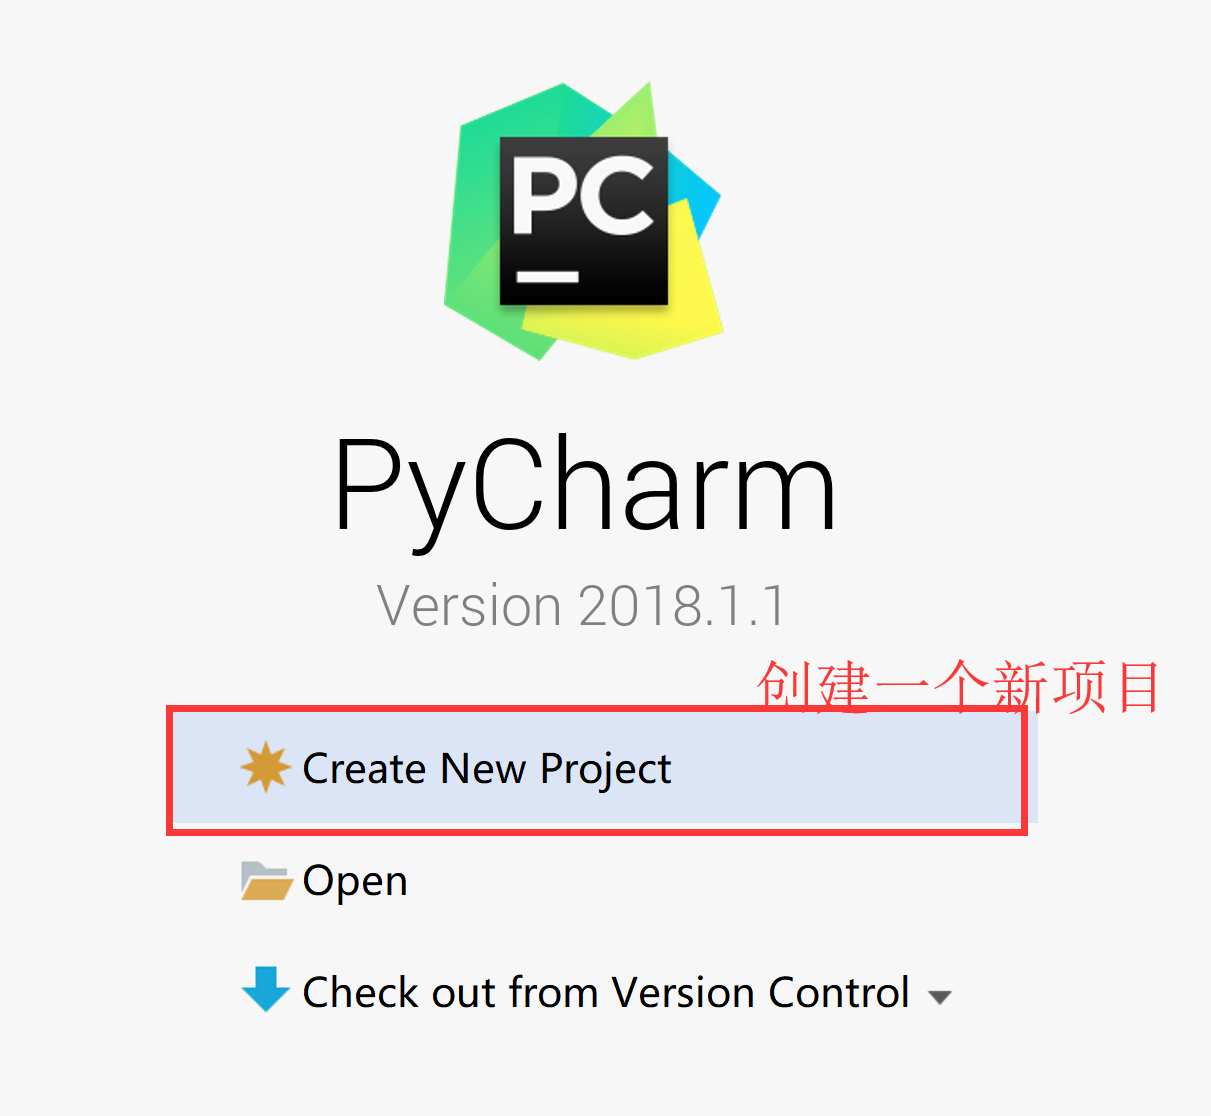 PC
PyCharm
Version 2018.1.1
创建一个新项目
Create New Project
Open
Check out from Version Control